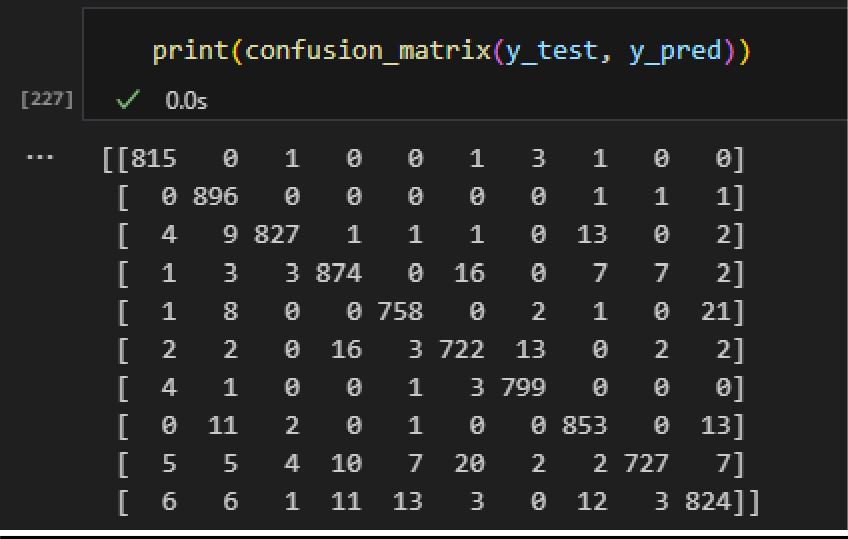 print(confusion_matrix(y_test, y_pred))
[227] 0.0s
... [[815 0 1 0 0 1 3 1 0 0]
[ 0 896 0 0 0 0 0 1 1 1]
[ 4 9 827 1 1 1 0 13 0 2]
[ 1 3 3 874 0 16 0 7 7 2]
[ 1 8 0 0 758 0 2 1 0 21]
[ 2 2 0 16 3 722 13 0 2 2]
[ 4 1 0 0 1 3 799 0 0 0]
[ 0 11 2 0 1 0 0 853 0 13]
[ 5 5 4 10 7 20 2 2 727 7]
[ 6 6 1 11 13 3 0 12 3 824]]